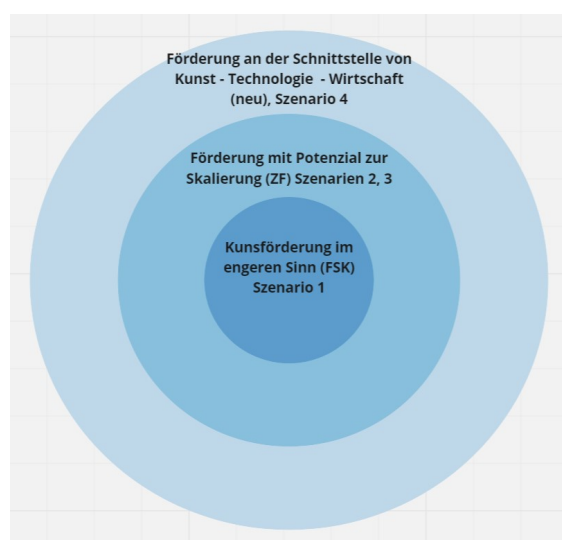 Förderung an der Schnittstelle von
Kunst - Technologie - Wirtschaft
(neu), Szenario 4
Förderung mit Potenzial zur
Skalierung (ZF) Szenarien 2, 3
Kunsförderung im
engeren Sinn (FSK)
Szenario 1